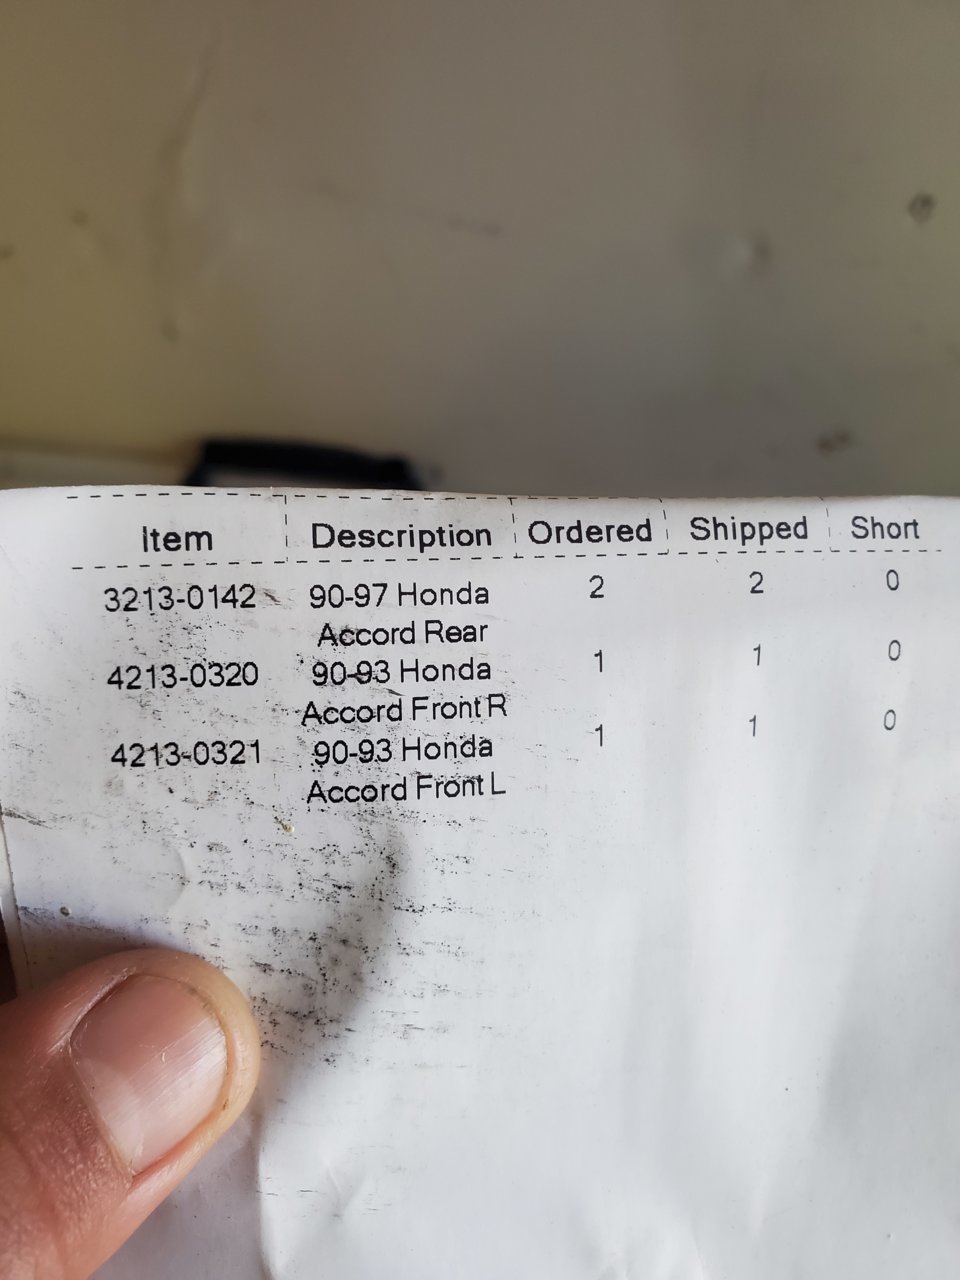 Item Description Ordered Shipped Short
3213-0142 90-97 Honda 2 2 0
Accord Rear
4213-0320 90-93 Honda 1 1 0
Accord Front R
4213-0321 90-93 Honda 1 1 0
Accord Front L